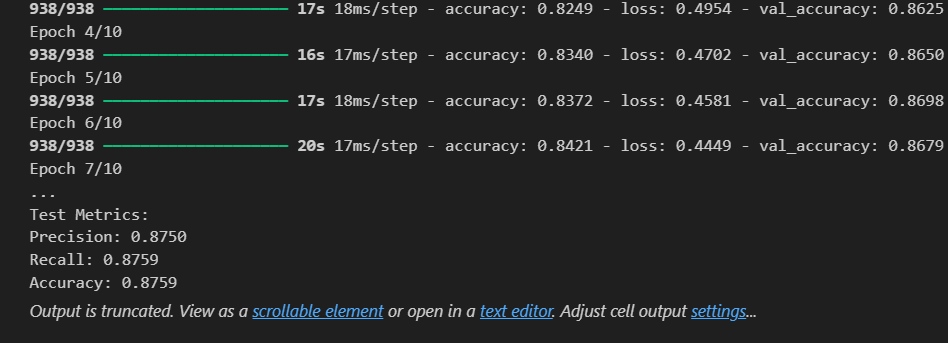 938/938 ━━━━━━━━━━━━━━━━━━━━ 17s 18ms/step - accuracy: 0.8249 - loss: 0.4954 - val_accuracy: 0.8625
Epoch 4/10
938/938 ━━━━━━━━━━━━━━━━━━━━ 16s 17ms/step - accuracy: 0.8340 - loss: 0.4702 - val_accuracy: 0.8650
Epoch 5/10
938/938 ━━━━━━━━━━━━━━━━━━━━ 17s 18ms/step - accuracy: 0.8372 - loss: 0.4581 - val_accuracy: 0.8698
Epoch 6/10
938/938 ━━━━━━━━━━━━━━━━━━━━ 20s 17ms/step - accuracy: 0.8421 - loss: 0.4449 - val_accuracy: 0.8679
Epoch 7/10
...
Test Metrics:
Precision: 0.8750
Recall: 0.8759
Accuracy: 0.8759
Output is truncated. View as a scrollable element or open in a text editor. Adjust cell output settings...